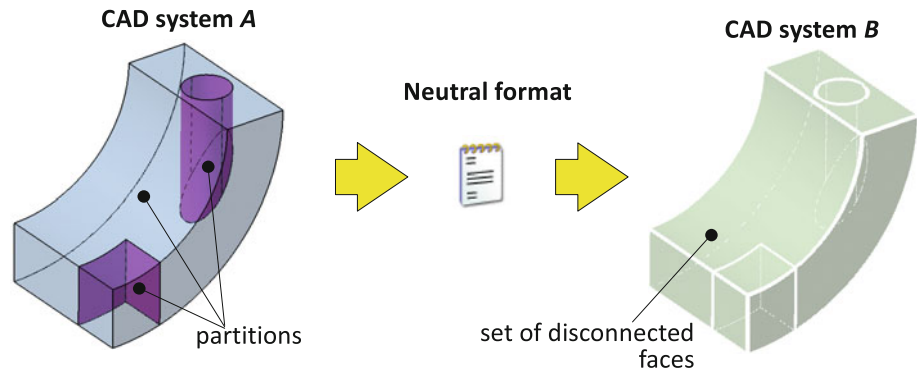 CAD system A
CAD system B
Neutral format
partitions
set of disconnected
faces